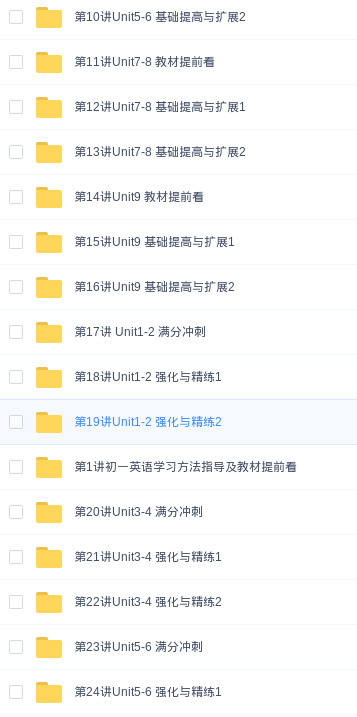 第10讲Unit5-6 基础提高与扩展2
第11讲Unit7-8 教材提前看
第12讲Unit7-8 基础提高与扩展1
第13讲Unit7-8 基础提高与扩展2
第14讲Unit9 教材提前看
第15讲Unit9 基础提高与扩展1
第16讲Unit9 基础提高与扩展2
第17讲 Unit1-2 满分冲刺
第18讲Unit1-2 强化与精练1
第19讲Unit1-2 强化与精练2
第1讲初一英语学习方法指导及教材提前看
第20讲Unit3-4 满分冲刺
第21讲Unit3-4 强化与精练1
第22讲Unit3-4 强化与精练2
第23讲Unit5-6 满分冲刺
第24讲Unit5-6 强化与精练1